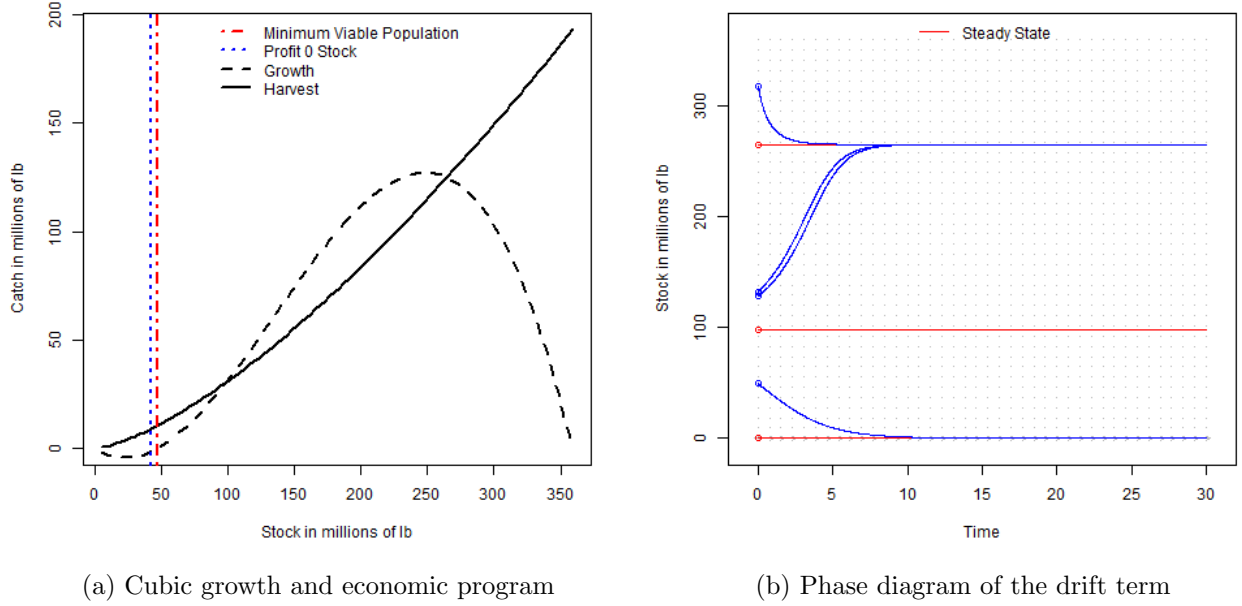 Minimum Viable Population
Profit 0 Stock
Growth
Harvest
Catch in millions of lb
0
50
100
150
200
0
50
100
150
200
250
300
350
Stock in millions of lb
(a) Cubic growth and economic program
Steady State
Stock in millions of lb
0
100
200
300
0
5
10
15
20
25
30
Time
(b) Phase diagram of the drift term